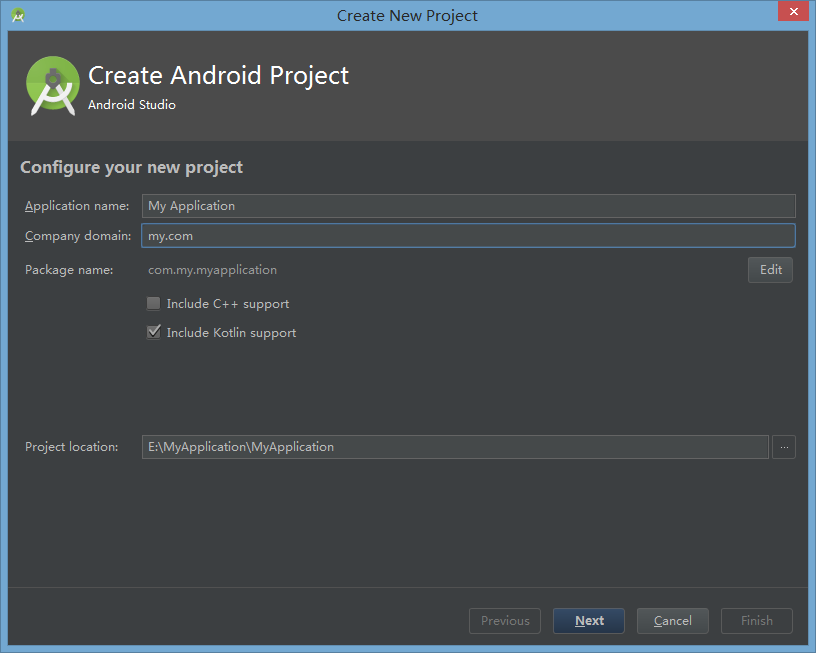 Create New Project
Create Android Project
Android Studio
Configure your new project
Application name: My Application
Company domain: my.com
Package name: com.my.myapplication Edit
Include C++ support
Include Kotlin support
Project location: E:\MyApplication\MyApplication ...
Previous Next Cancel Finish